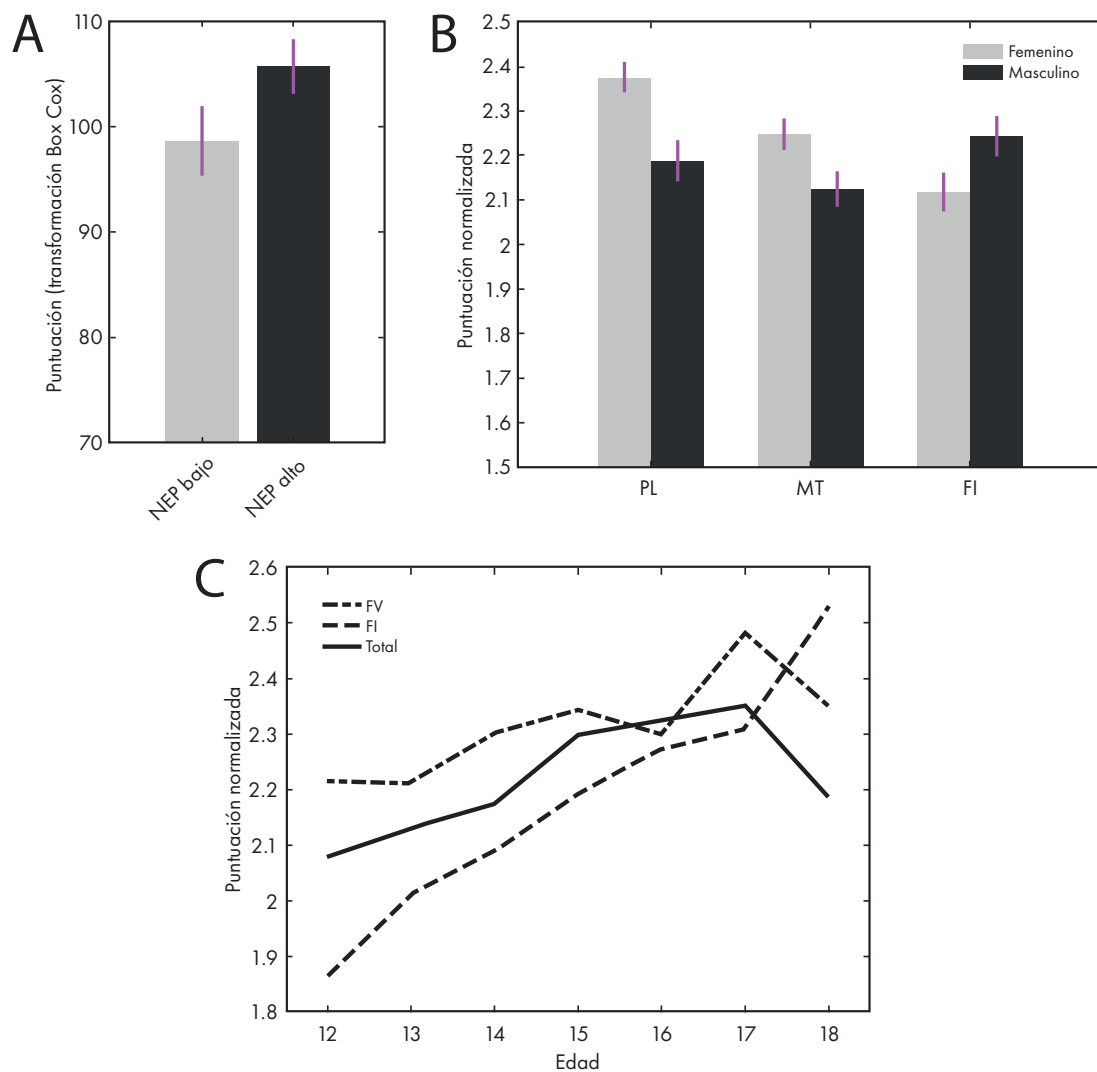 A
Puntuación (transformación Box Cox)
110
100
90
80
70
NEP bajo
NEP alto
B
Puntuación normalizada
2.5
2.4
2.3
2.2
2.1
2
1.9
1.8
1.7
1.6
1.5
Femenino
Masculino
PL
MT
FI
C
Puntuación normalizada
2.6
2.5
2.4
2.3
2.2
2.1
2
1.9
1.8
FV
FI
Total
12
13
14
15
16
17
18
Edad